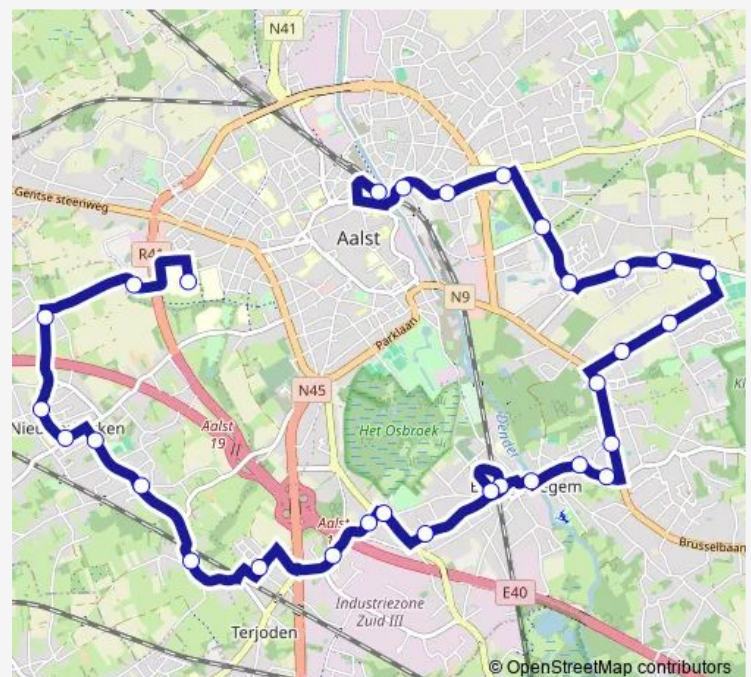 N41
Gentse steenweg
Aalst
R41
N9
Parklaan
N45
Aalst
19
Het Osbroek
Dender
Aalst
Brusselbaan
E40
Industriezone
Zuid III
Terjoden
© OpenStreetMap contributors